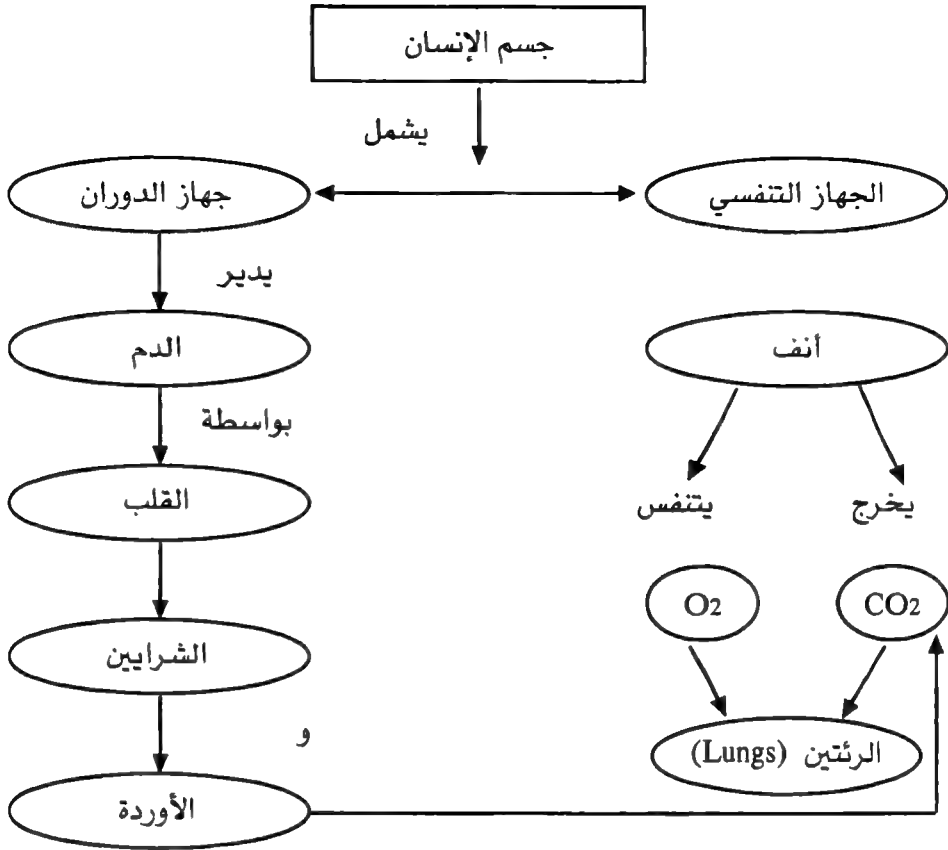 جسم الإنسان
يشمل
الجهاز التنفسي
جهاز الدوران
يدير
أنف
الدم
بواسطة
يخرج
يتنفس
القلب
CO2
O2
الشرايين
و
الرئتين (Lungs)
الأوردة